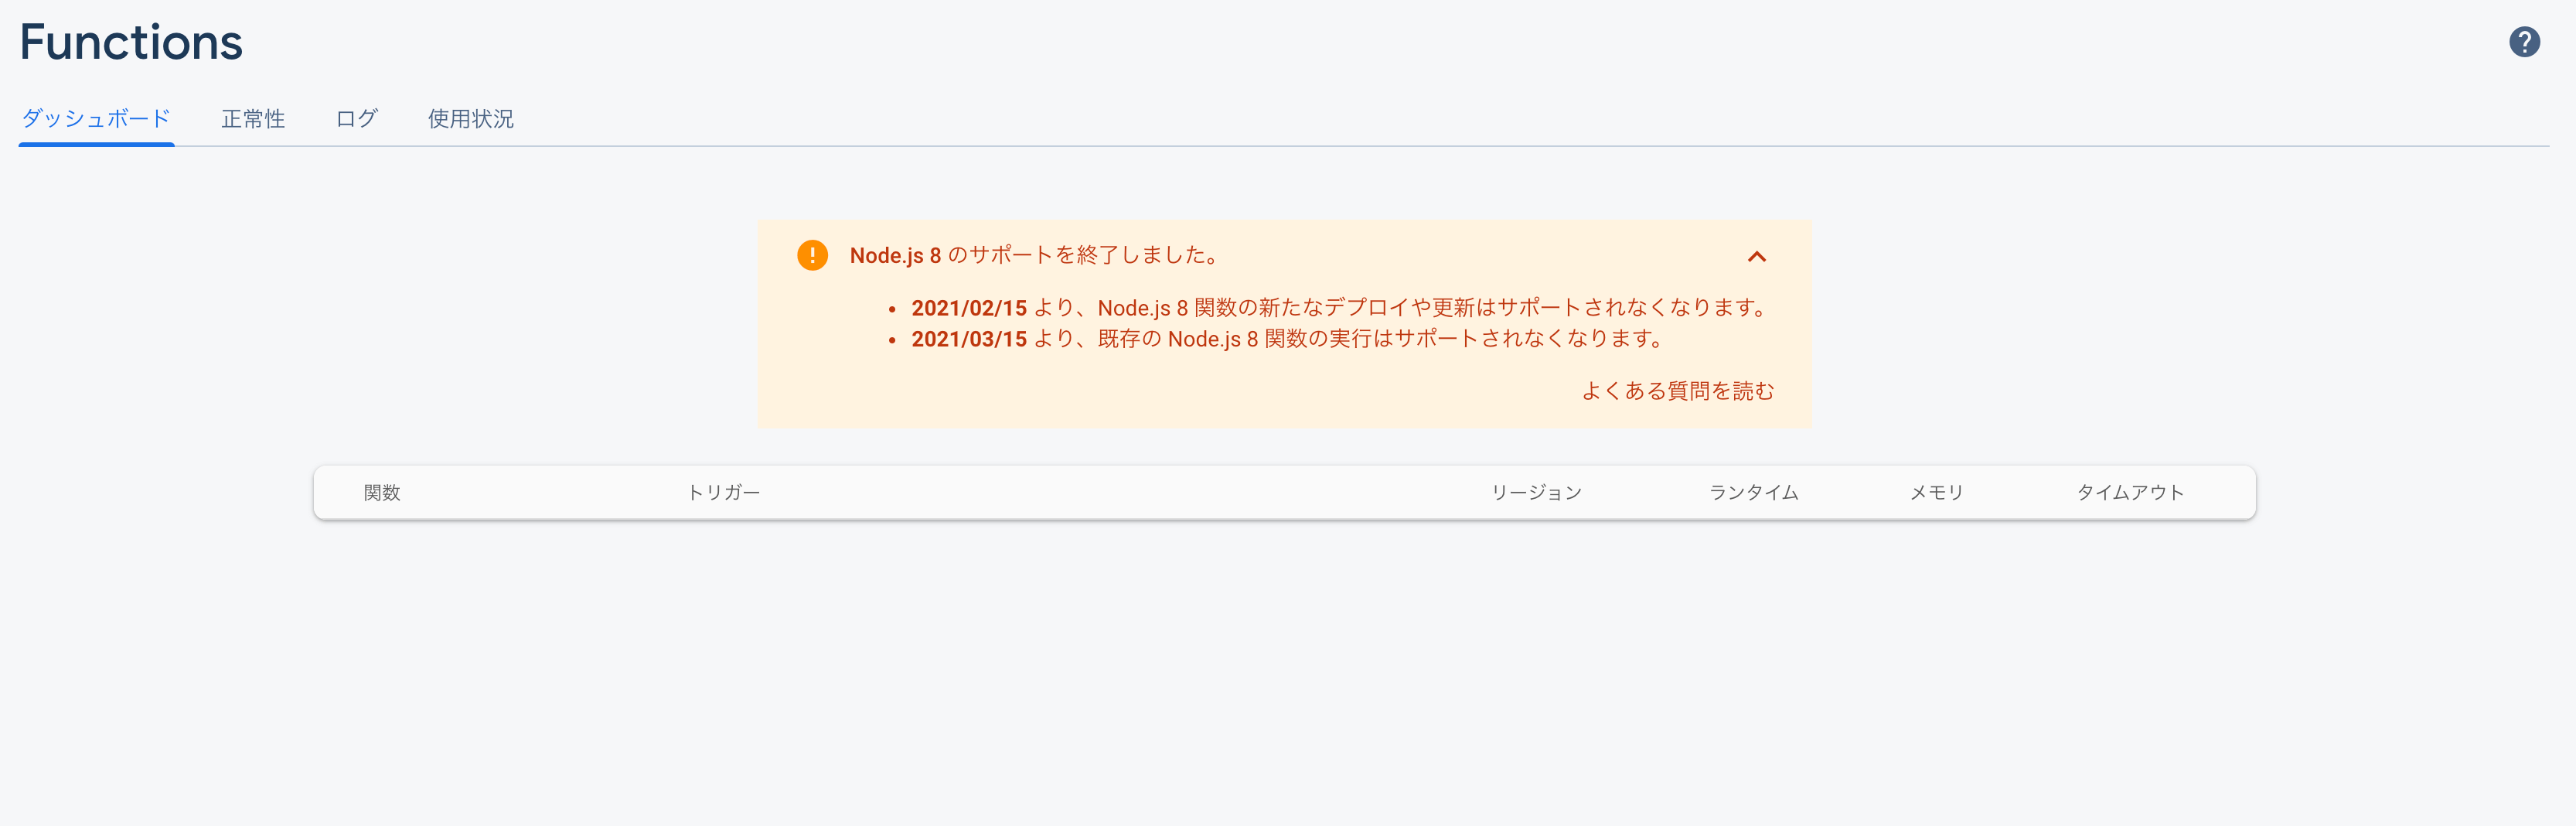 Functions
ダッシュボード 正常性 ログ 使用状況
Node.js 8 のサポートを終了しました。
• 2021/02/15 より、Node.js 8 関数の新たなデプロイや更新はサポートされなくなります。
• 2021/03/15 より、既存の Node.js 8 関数の実行はサポートされなくなります。
よくある質問を読む
関数 トリガー リージョン ランタイム メモリ タイムアウト